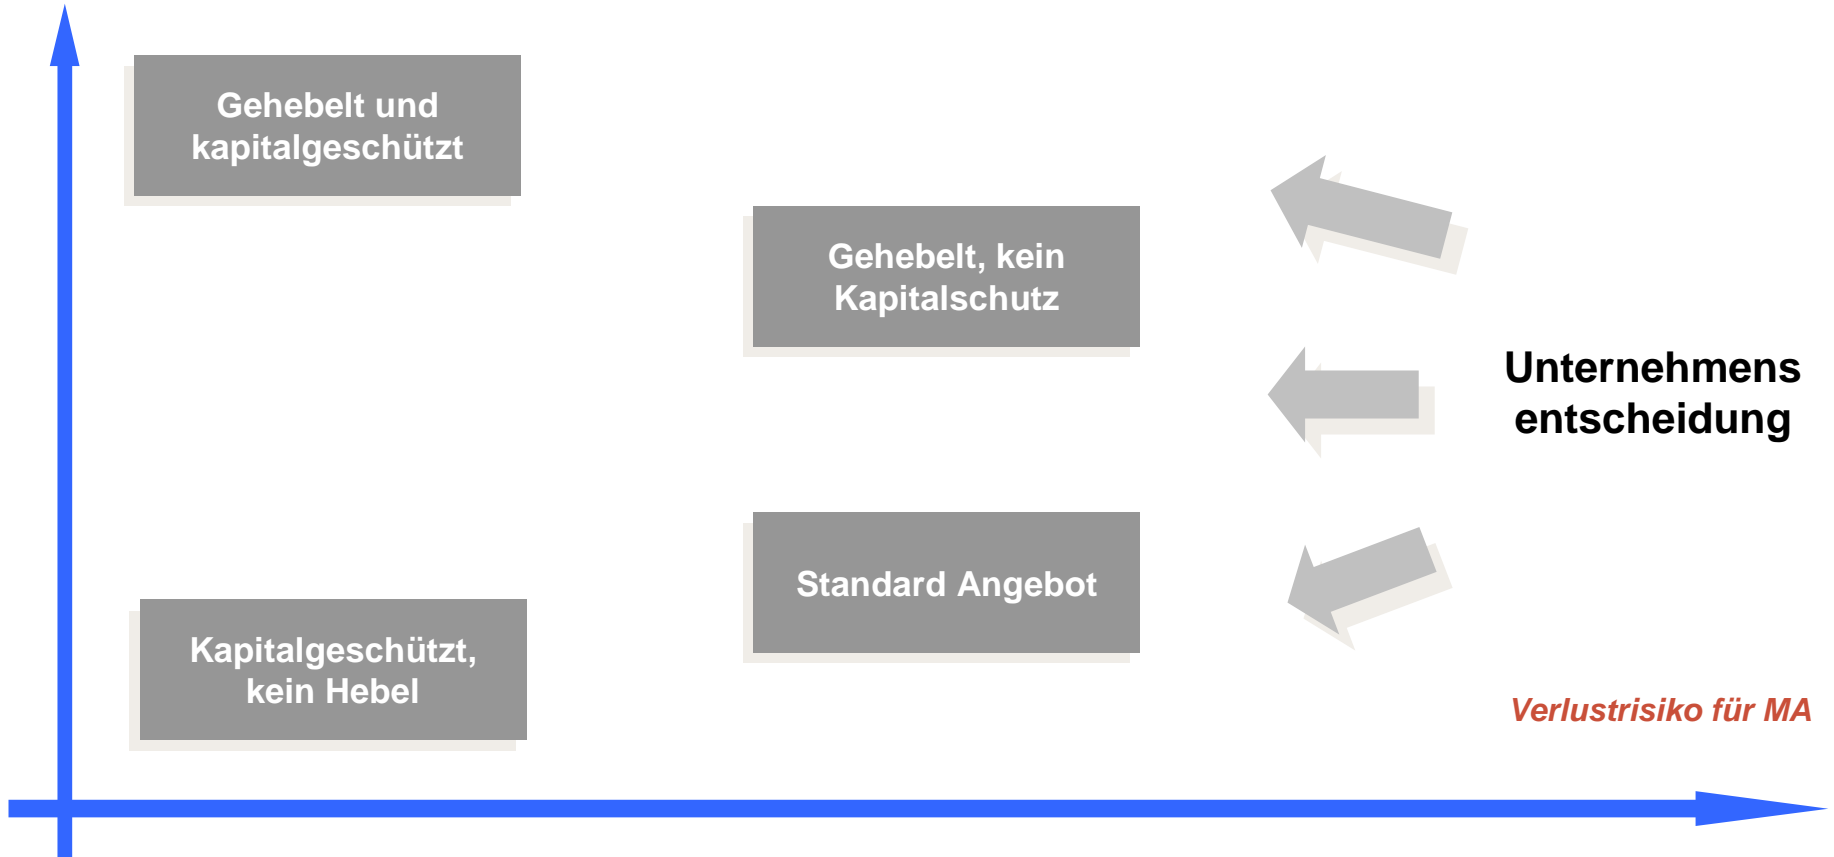 Gehebelt und
kapitalgeschützt
Gehebelt, kein
Kapitalschutz
Unternehmens
entscheidung
Standard Angebot
Kapitalgeschützt,
kein Hebel
Verlustrisiko für MA